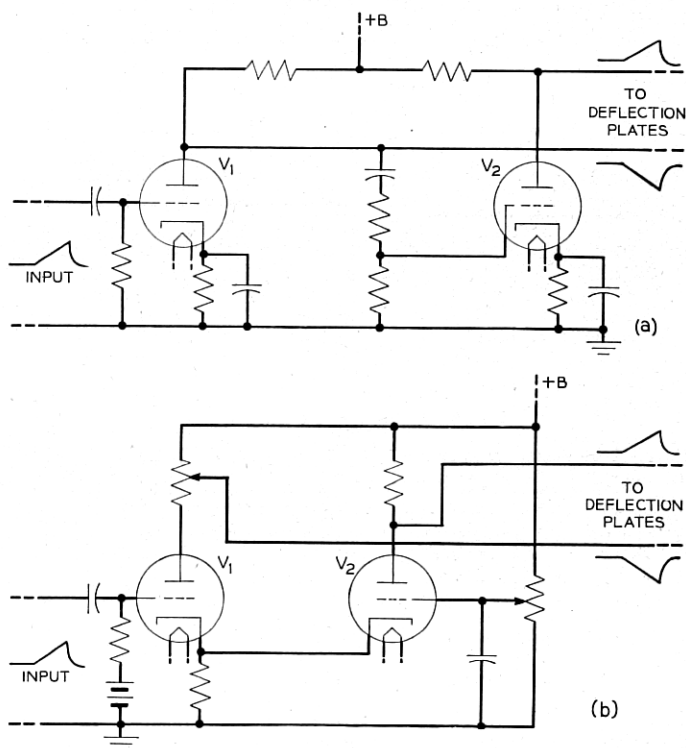 +B
TO
DEFLECTION
PLATES
V1
V2
INPUT
(a)
+B
TO
DEFLECTION
PLATES
V1
V2
INPUT
(b)